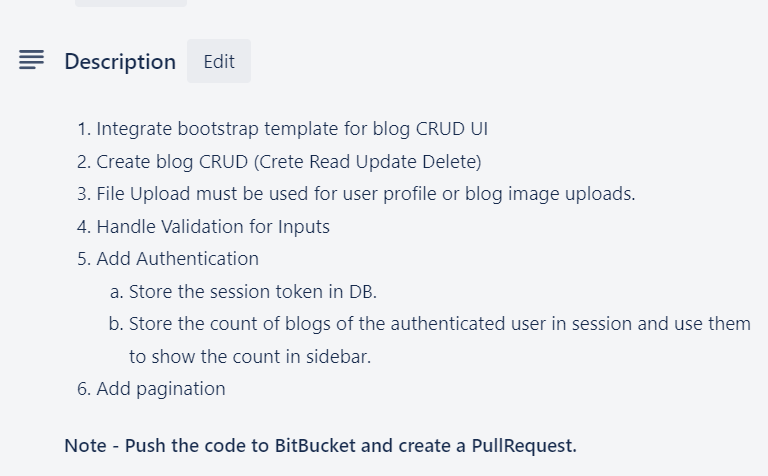 Description Edit
1. Integrate bootstrap template for blog CRUD UI
2. Create blog CRUD (Crete Read Update Delete)
3. File Upload must be used for user profile or blog image uploads.
4. Handle Validation for Inputs
5. Add Authentication
a. Store the session token in DB.
b. Store the count of blogs of the authenticated user in session and use them
to show the count in sidebar.
6. Add pagination
Note - Push the code to BitBucket and create a PullRequest.